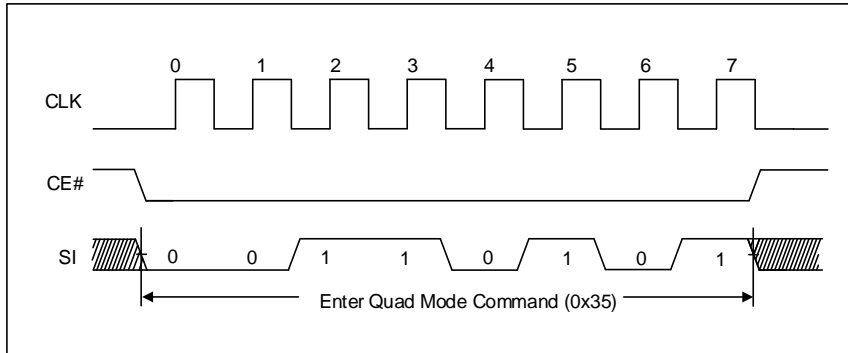 0 1 2 3 4 5 6 7
CLK
CE#
SI 0 0 1 1 0 1 0 1
Enter Quad Mode Command (0x35)